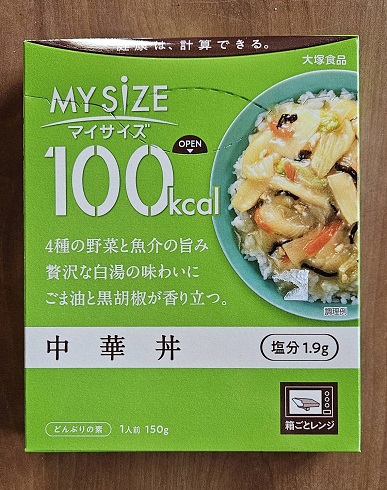 健康は、計算できる。
大塚食品
MYSiZE
マイサイズ
OPEN
100kcal
4種の野菜と魚介の旨み
贅沢な白湯の味わいに
ごま油と黒胡椒が香り立つ。
調理例
中華丼
塩分1.9g
どんぶりの素
1人前 150g
箱ごとレンジ